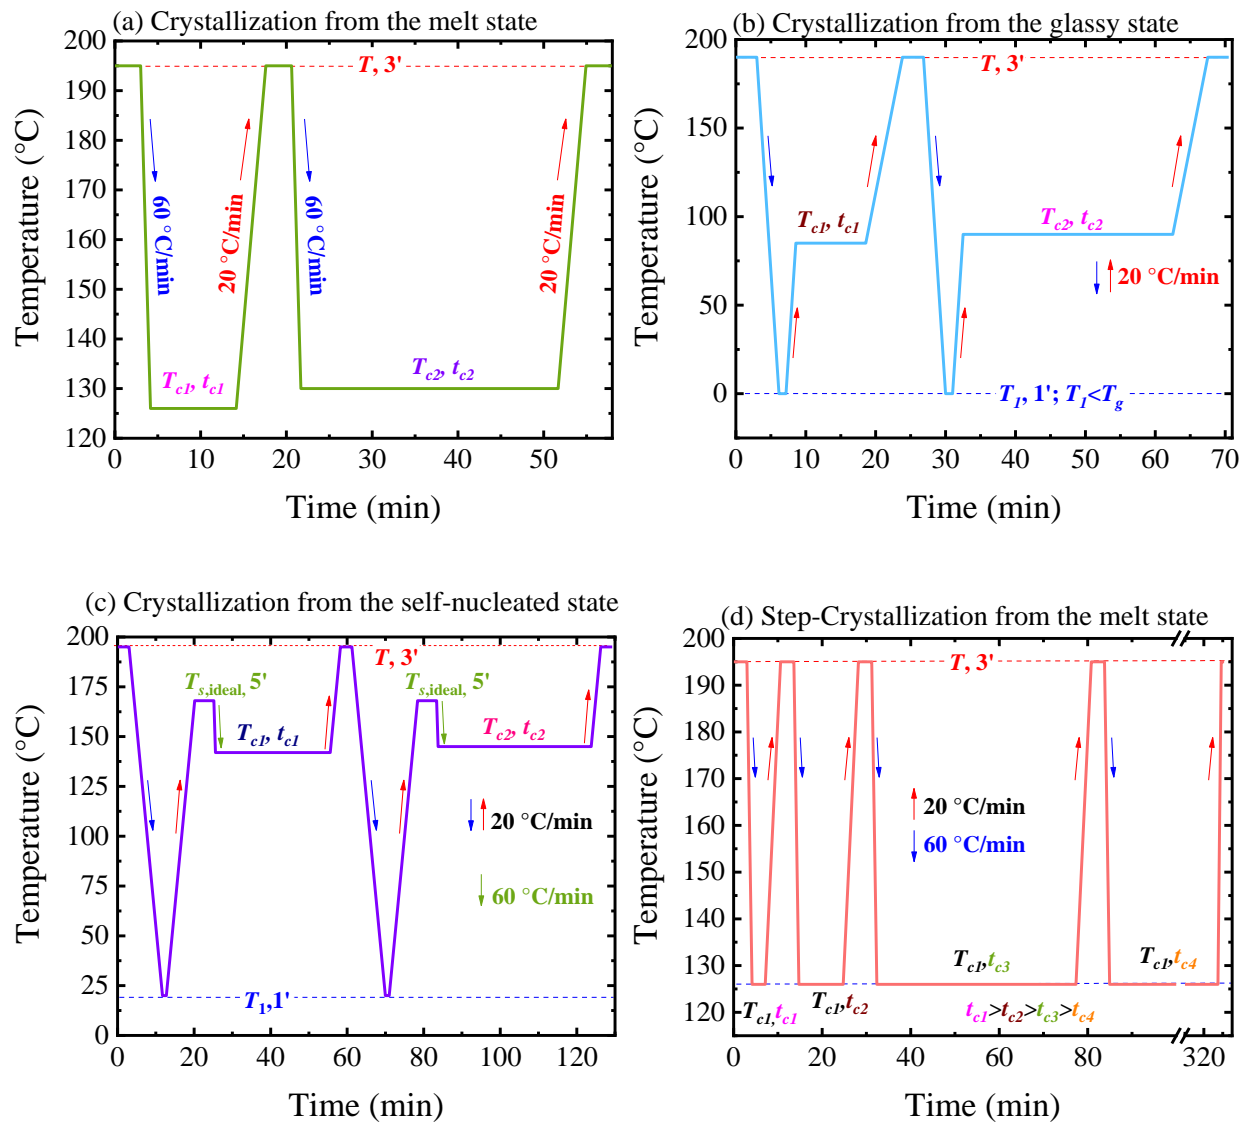 (a) Crystallization from the melt state
200
190
180
170
160
150
140
130
120
0
10
20
30
40
50
Temperature (°C)
Time (min)
T, 3'
60 °C/min
20 °C/min
60 °C/min
20 °C/min
Tc1, tc1
Tc2, tc2
(b) Crystallization from the glassy state
200
150
100
50
0
0
10
20
30
40
50
60
70
Temperature (°C)
Time (min)
T, 3'
Tc1, tc1
Tc2, tc2
20 °C/min
T1, 1'; T1<Tg
(c) Crystallization from the self-nucleated state
200
175
150
125
100
75
50
25
0
0
20
40
60
80
100
120
Temperature (°C)
Time (min)
T, 3'
Ts,ideal, 5'
Ts,ideal, 5'
Tc1, tc1
Tc2, tc2
20 °C/min
60 °C/min
T1,1'
(d) Step-Crystallization from the melt state
200
190
180
170
160
150
140
130
120
0
20
40
60
80
320
Temperature (°C)
Time (min)
T, 3'
20 °C/min
60 °C/min
Tc1,tc3
Tc1,tc4
Tc1,tc1
Tc1,tc2
tc1>tc2>tc3>tc4